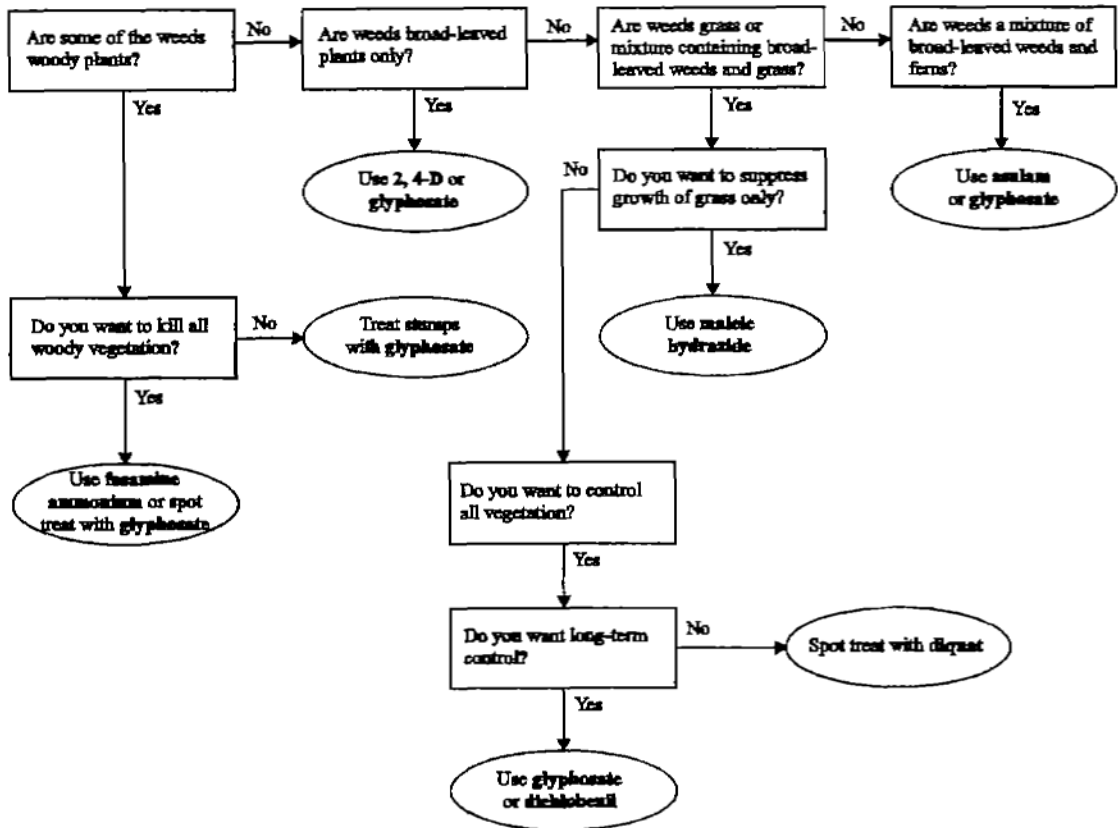 Are some of the weeds
woody plants?
No
Are weeds broad-leaved
plants only?
No
Are weeds grass or
mixture containing broad-
leaved weeds and grass?
No
Are weeds a mixture of
broad-leaved weeds and
ferns?
Yes
Yes
Yes
Yes
Use 2, 4-D or
glyphosate
No
Do you want to suppress
growth of grass only?
Use asulam
or glyphosate
Yes
Do you want to kill all
woody vegetation?
No
Treat stumps
with glyphosate
Use maleic
hydrazide
Yes
Use fosamine
ammonium or spot
treat with glyphosate
Do you want to control
all vegetation?
Yes
Do you want long-term
control?
No
Spot treat with diquat
Yes
Use glyphosate
or dichlobenil